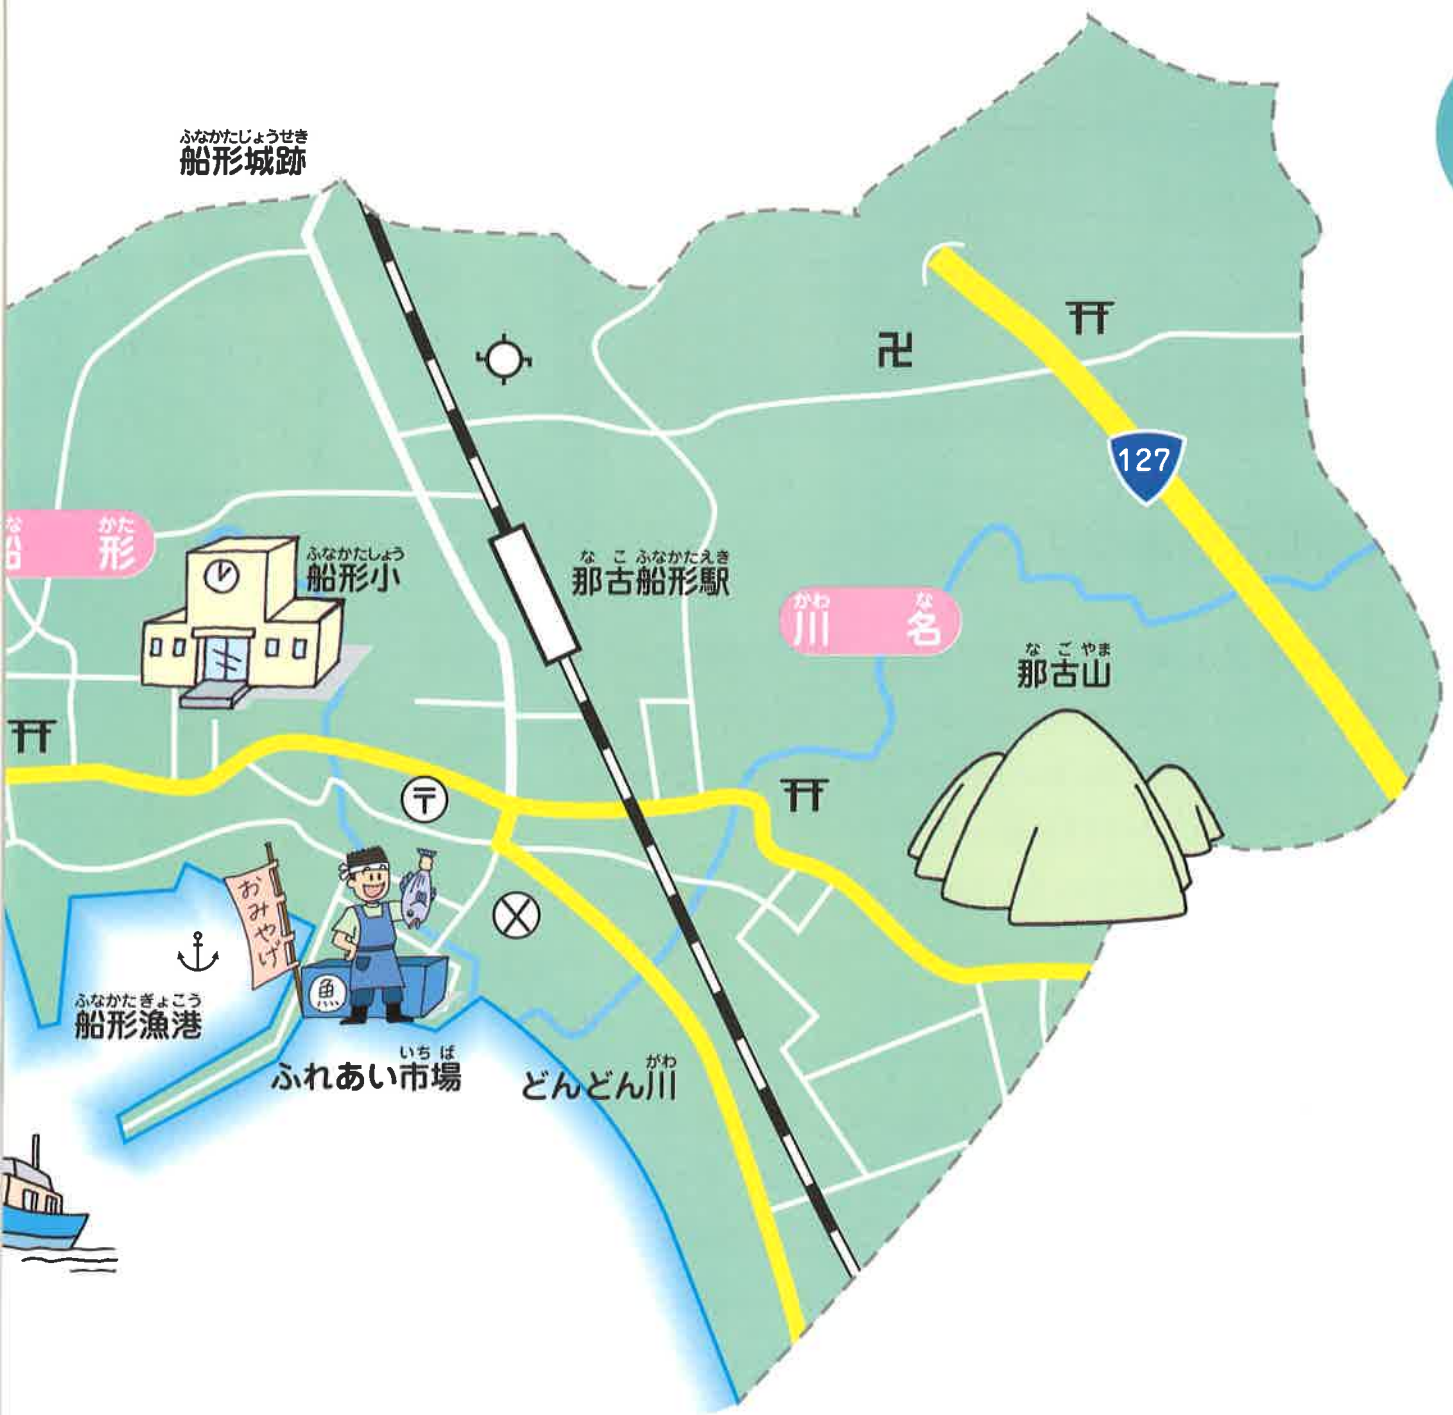 ふなかたじょうせき
船形城跡
127
な かた
船 形
ふなかたしょう
船形小
なこふなかたえき
那古船形駅
かわ な
川 名
なごやま
那古山
〒
おみやげ
魚
ふなかたぎょこう
船形漁港
いちば
ふれあい市場
がわ
どんどん川